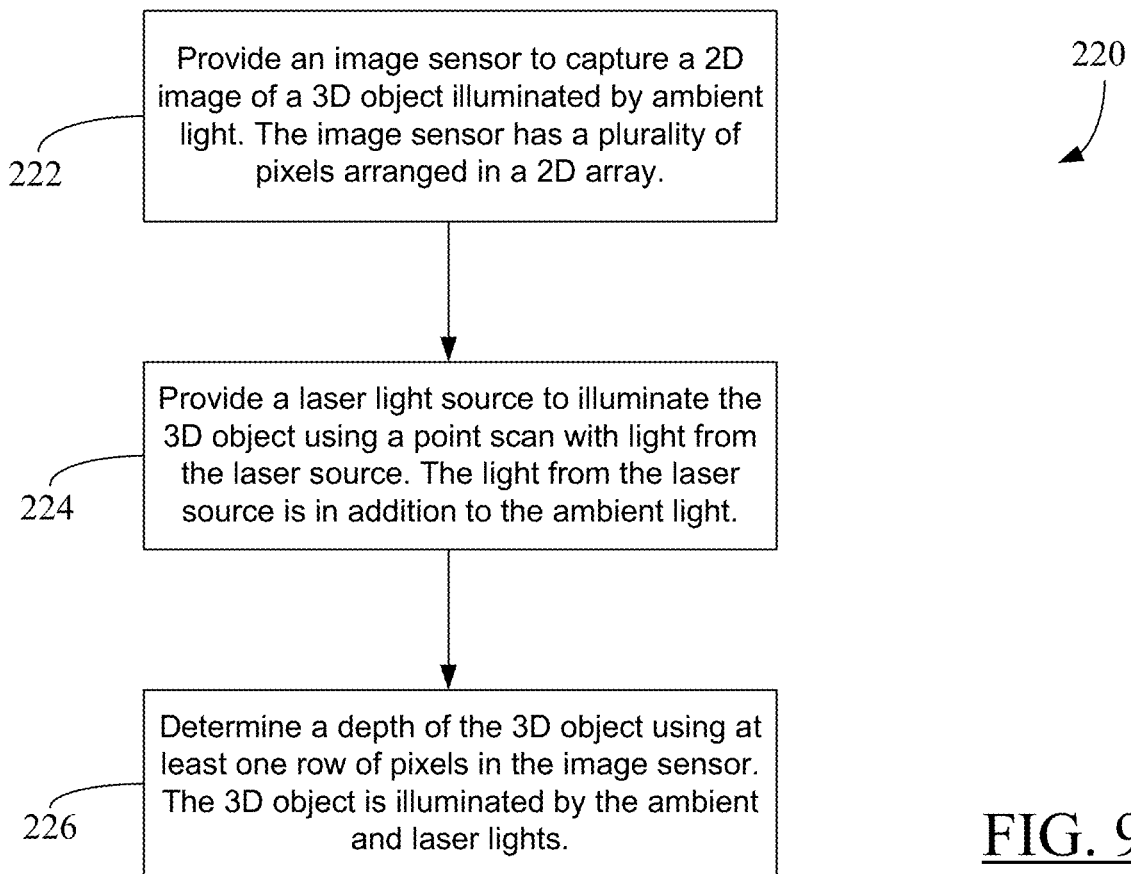 Provide an image sensor to capture a 2D
image of a 3D object illuminated by ambient
light. The image sensor has a plurality of
pixels arranged in a 2D array.
222
220
Provide a laser light source to illuminate the
3D object using a point scan with light from
the laser source. The light from the laser
source is in addition to the ambient light.
224
Determine a depth of the 3D object using at
least one row of pixels in the image sensor.
The 3D object is illuminated by the ambient
and laser lights.
226
FIG. 9